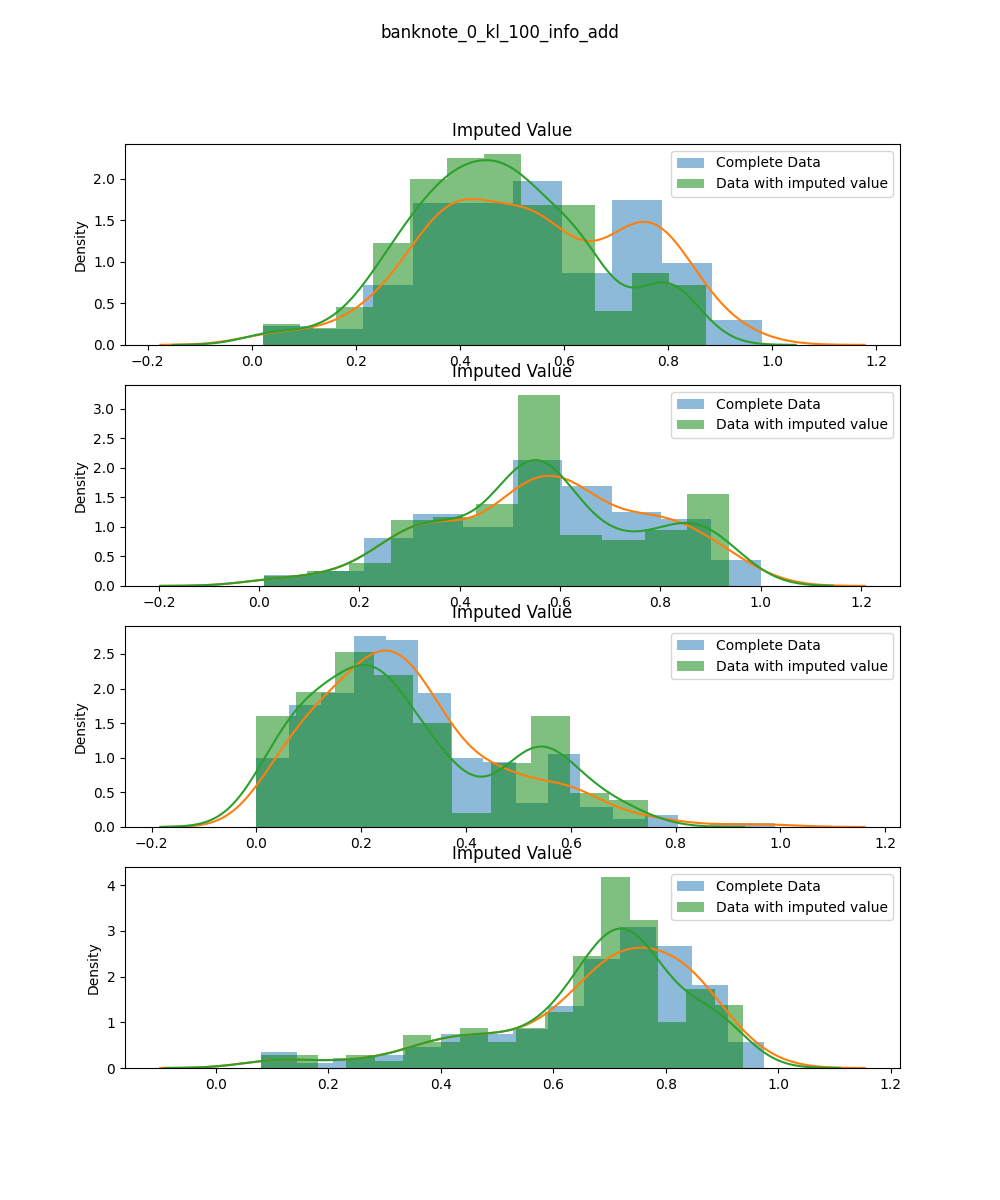 banknote_0_kl_100_info_add
Imputed Value
Complete Data
Data with imputed value
Density
2.0
1.5
1.0
0.5
0.0
−0.2 0.0 0.2 0.4 0.6 0.8 1.0 1.2
Imputed Value
Complete Data
Data with imputed value
Density
3.0
2.5
2.0
1.5
1.0
0.5
0.0
−0.2 0.0 0.2 0.4 0.6 0.8 1.0 1.2
Imputed Value
Complete Data
Data with imputed value
Density
2.5
2.0
1.5
1.0
0.5
0.0
−0.2 0.0 0.2 0.4 0.6 0.8 1.0 1.2
Imputed Value
Complete Data
Data with imputed value
Density
4
3
2
1
0
0.0 0.2 0.4 0.6 0.8 1.0 1.2